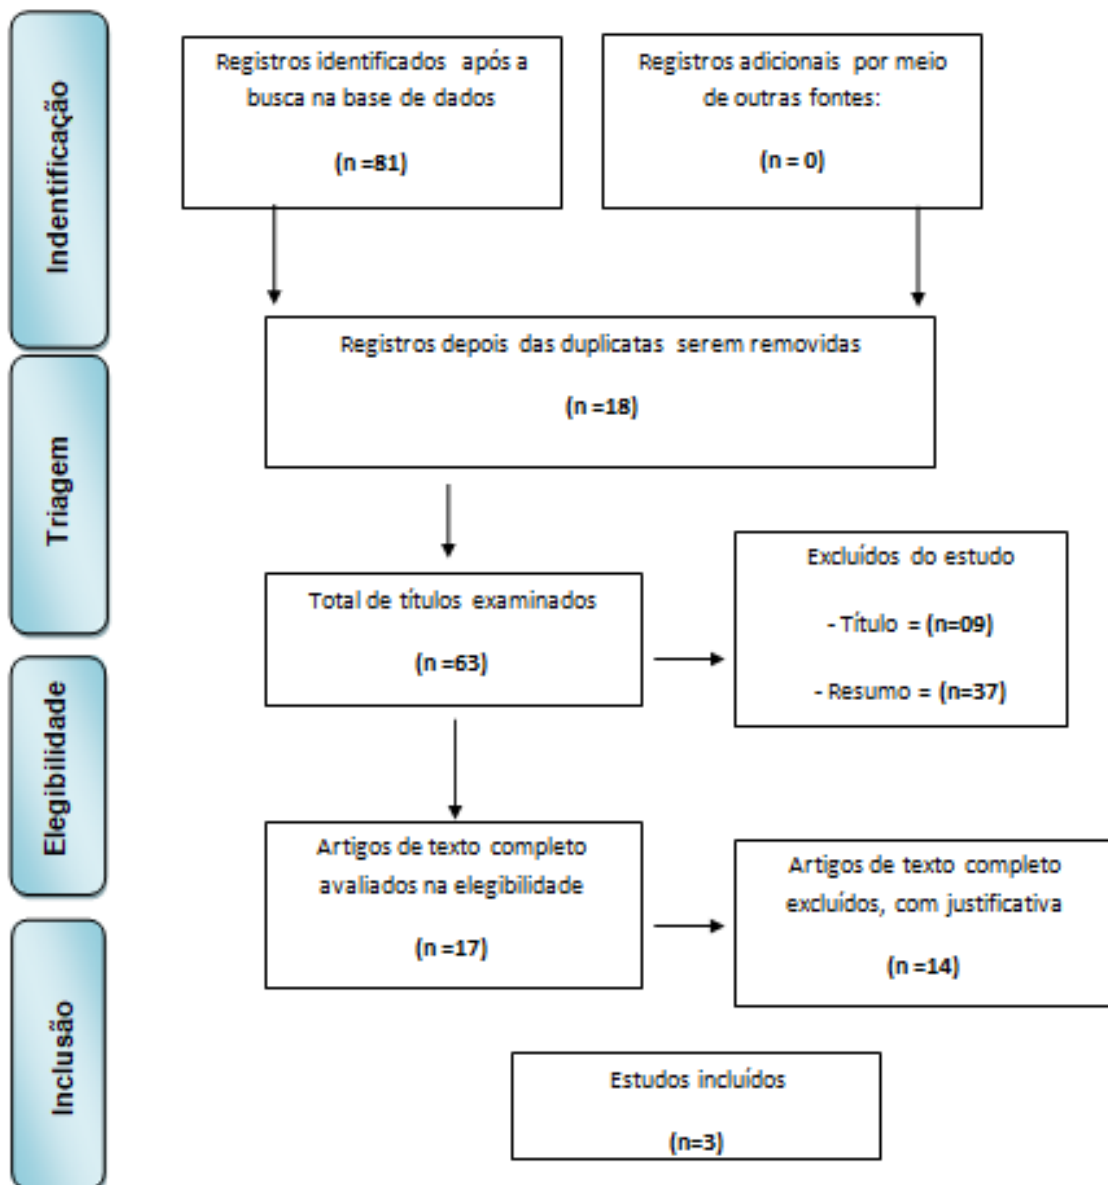 Indentificação
Registros identificados após a
busca na base de dados
(n =81)
Registros adicionais por meio
de outras fontes:
(n = 0)
Registros depois das duplicatas serem removidas
(n =18)
Triagem
Total de títulos examinados
(n =63)
Excluídos do estudo
- Título = (n=09)
- Resumo = (n=37)
Elegibilidade
Artigos de texto completo
avaliados na elegibilidade
(n =17)
Artigos de texto completo
excluídos, com justificativa
(n =14)
Inclusão
Estudos incluídos
(n=3)